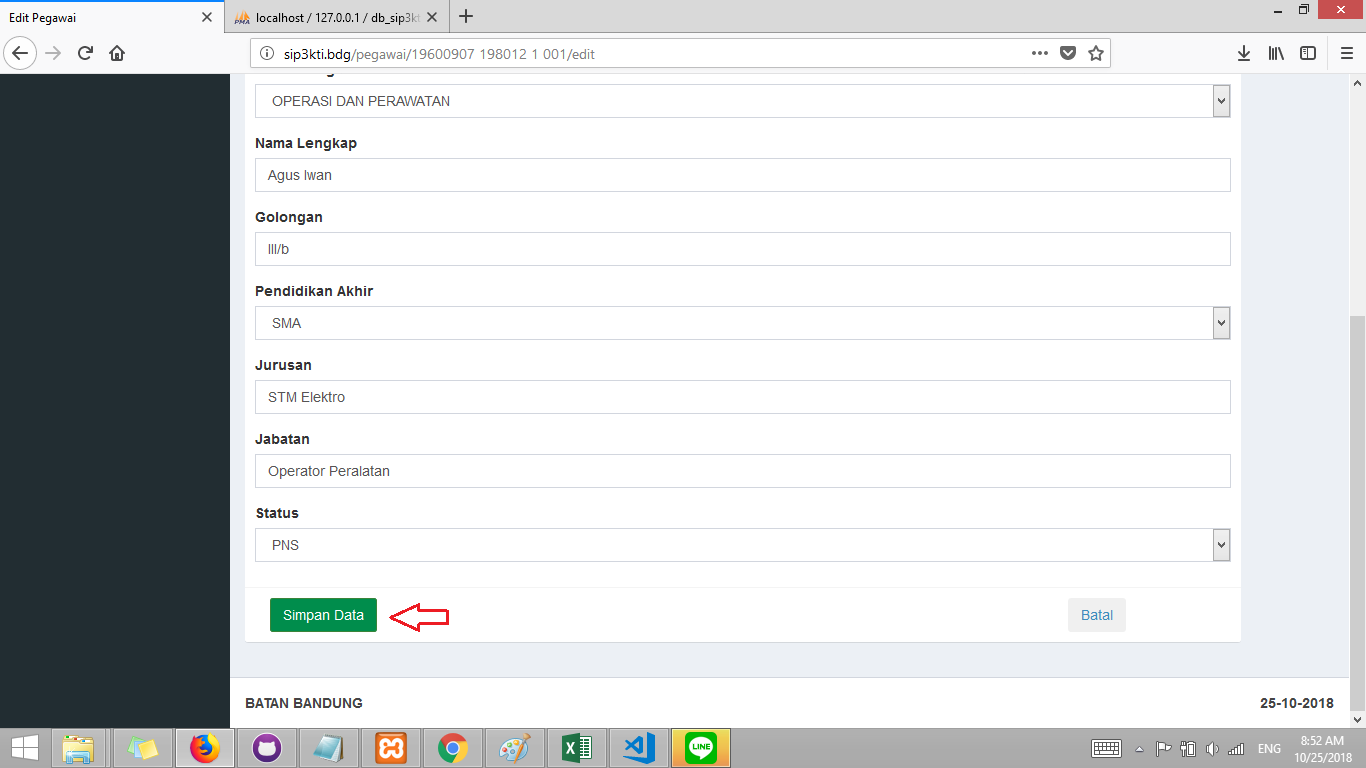 Edit Pegawai
localhost / 127.0.0.1 / db_sip3kt
sip3kti.bdg/pegawai/19600907 198012 1 001/edit
OPERASI DAN PERAWATAN
Nama Lengkap
Agus Iwan
Golongan
III/b
Pendidikan Akhir
SMA
Jurusan
STM Elektro
Jabatan
Operator Peralatan
Status
PNS
Simpan Data
Batal
BATAN BANDUNG
25-10-2018
LINE
ENG
8:52 AM
10/25/2018